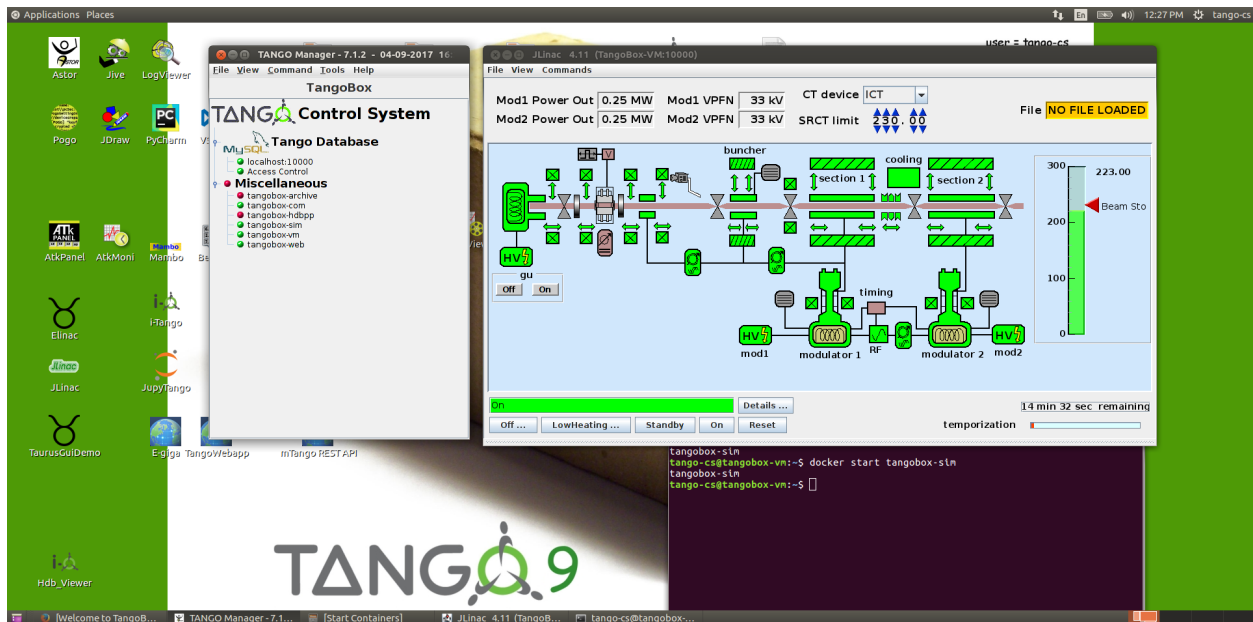 Applications Places
En
12:27 PM
tango-cs
user = tango-cs
Astor
Jive
LogViewer
Pogo
JDraw
PyCharm
AtkPanel
AtkMoni
Mambo
Elinac
i-Tango
JLinac
JupyTango
TaurusGuiDemo
E-giga
TangoWebapp
mTango REST API
Hdb_Viewer
TANGO Manager - 7.1.2 - 04-09-2017
File View Command Tools Help
TangoBox
TANGO Control System
MySQL Tango Database
localhost:10000
Access Control
Miscellaneous
tangobox-archive
tangobox-com
tangobox-hdbpp
tangobox-sim
tangobox-vm
tangobox-web
JLinac 4.11 (TangoBox-VM:10000)
File View Commands
Mod1 Power Out 0.25 MW Mod1 VPFN 33 kV
Mod2 Power Out 0.25 MW Mod2 VPFN 33 kV
CT device ICT
SRCT limit 230.00
File NO FILE LOADED
buncher
cooling
section 1
section 2
V
HV
gu
Off On
timing
HV
mod1
modulator 1
RF
modulator 2
HV
mod2
300
223.00
Beam Sto
200
100
0
On
Details ...
14 min 32 sec remaining
Off ... LowHeating ... Standby On Reset
temporization
tangobox-sim
tango-cs@tangobox-vm:~$ docker start tangobox-sim
tangobox-sim
tango-cs@tangobox-vm:~$
TANGO 9
[Welcome to TangoB...
TANGO Manager - 7.1...
[Start Containers]
JLinac 4.11 (TangoB...
tango-cs@tangobox-...